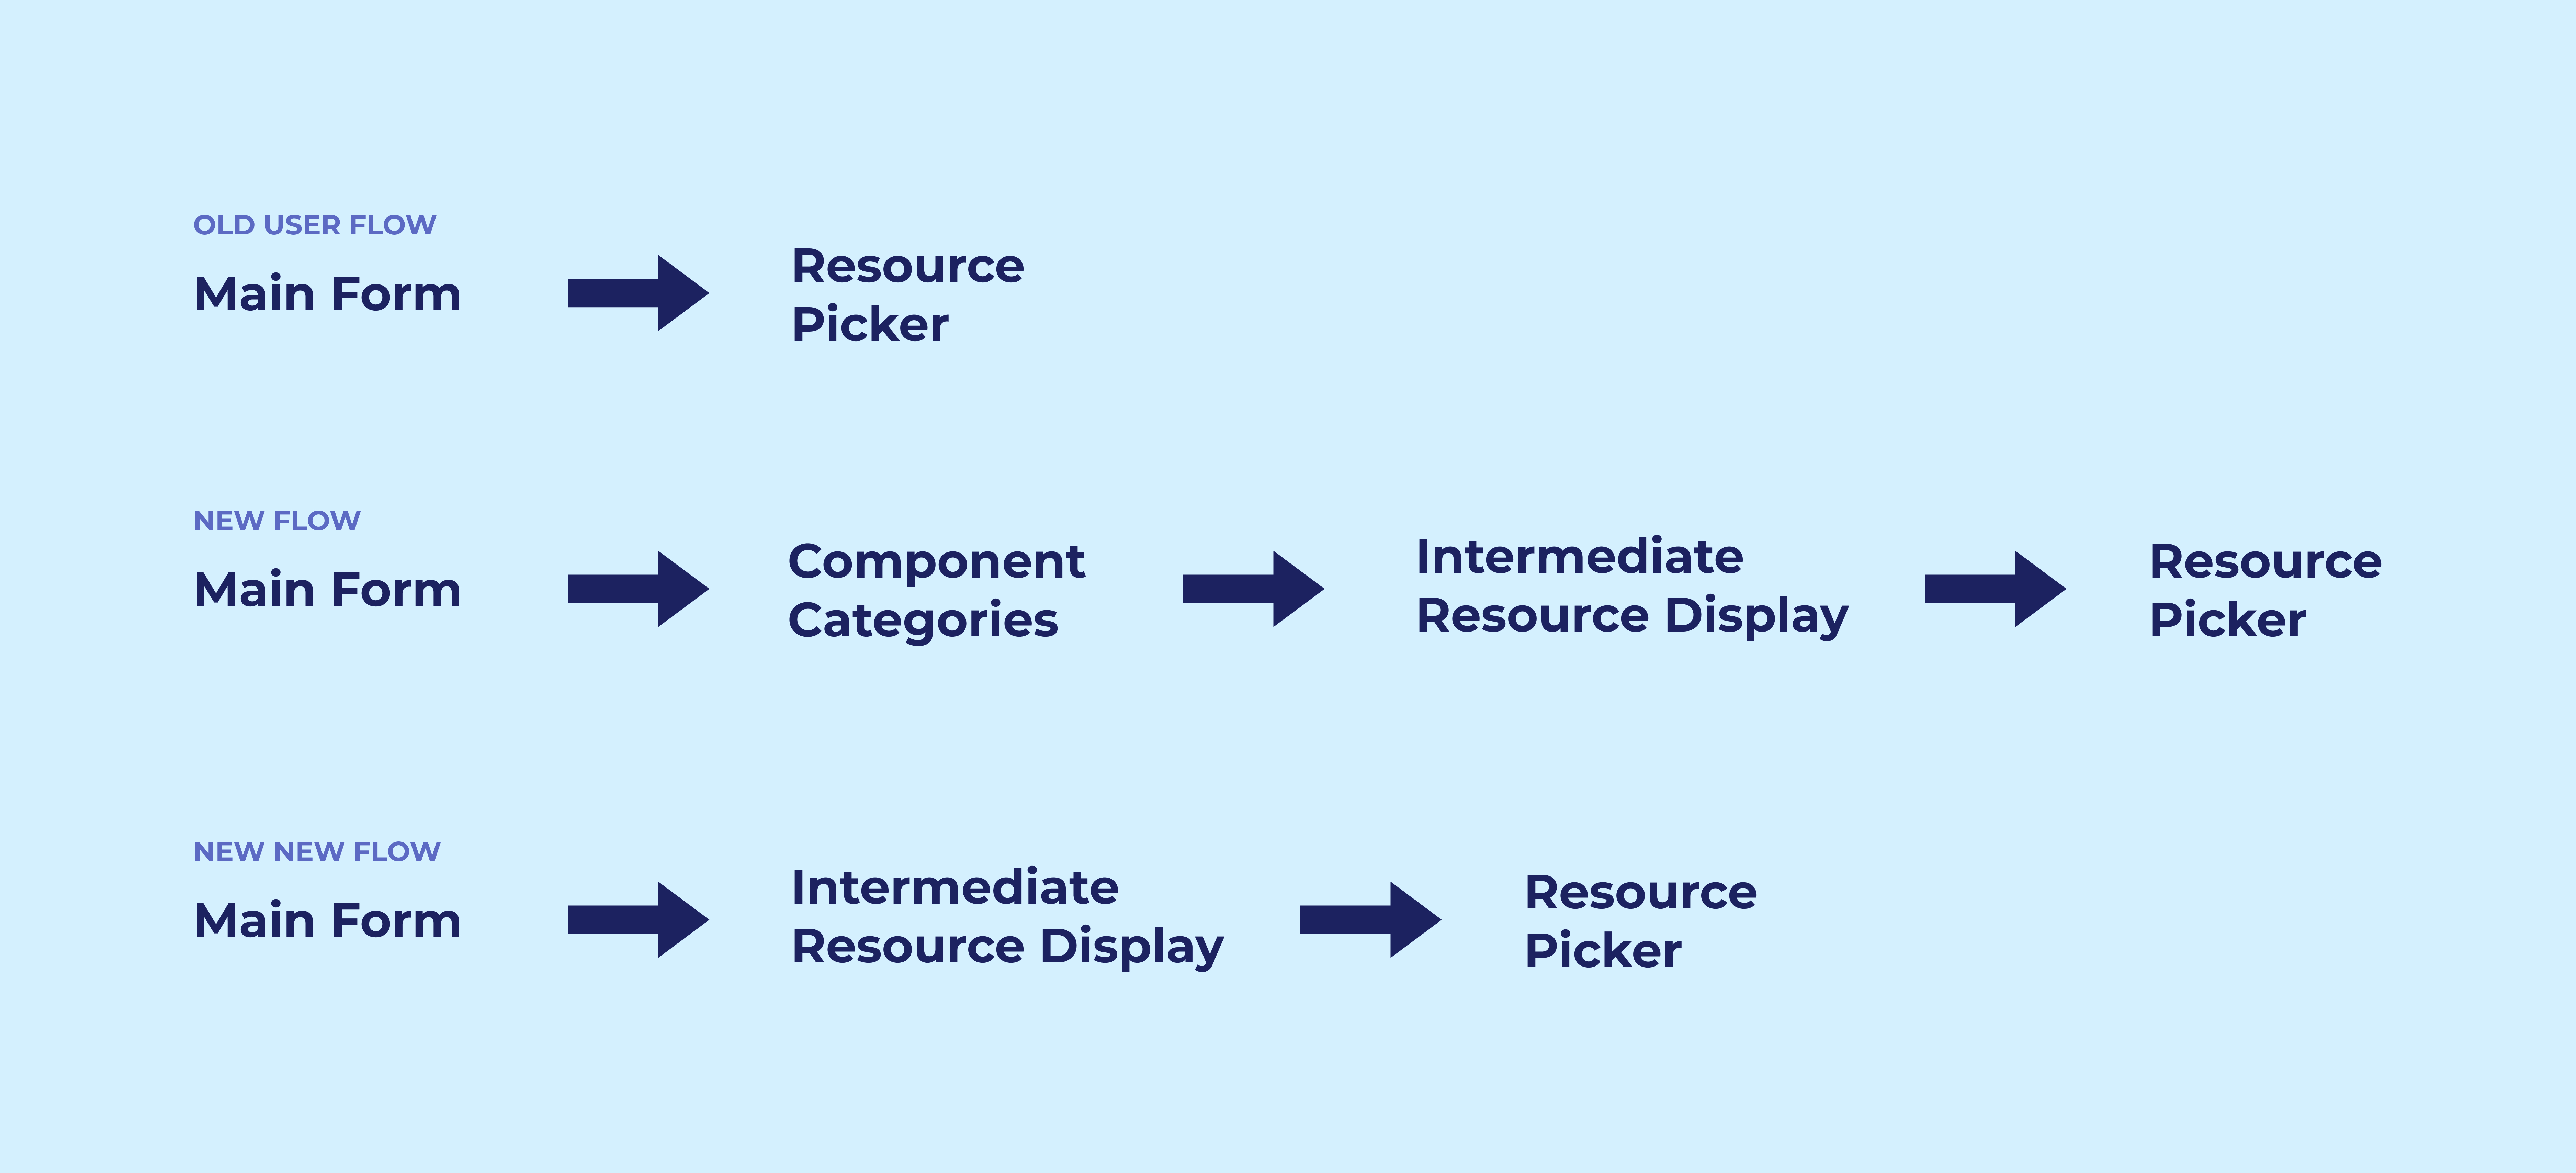 OLD USER FLOW
Main Form
Resource
Picker
NEW FLOW
Main Form
Component
Categories
Intermediate
Resource Display
Resource
Picker
NEW NEW FLOW
Main Form
Intermediate
Resource Display
Resource
Picker